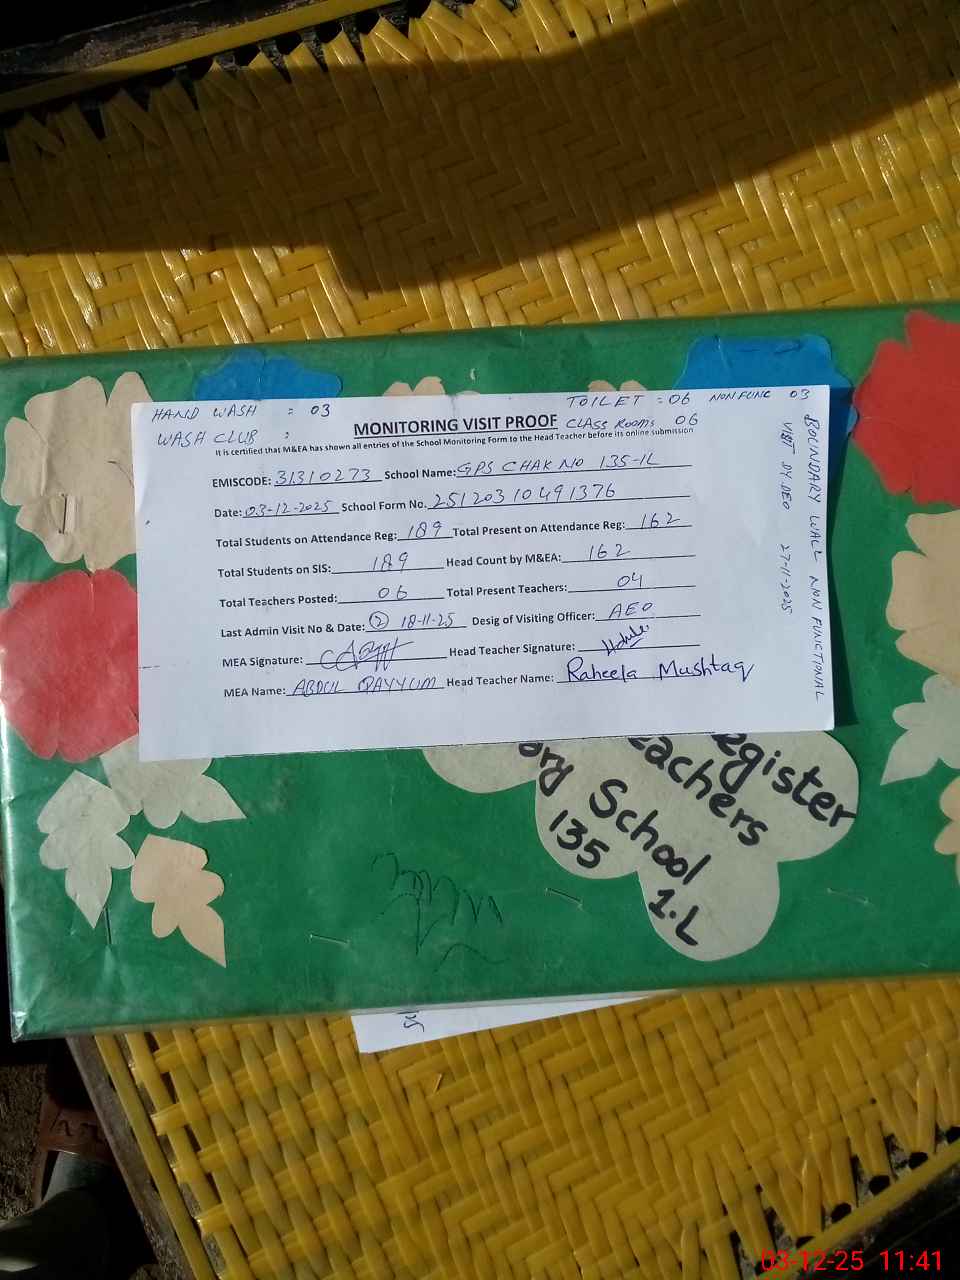 HAND WASH : 03
TOILET : 06 NON FUNC 03
WASH CLUB :
MONITORING VISIT PROOF
CLASS ROOMS 06
It is certified that M&EA has shown all entries of the School Monitoring Form to the Head Teacher before its online submission
EMISCODE: 31310273 School Name: GPS CHAK NO 135-1L
Date: 03-12-2025 School Form No. 25120310491376
Total Students on Attendance Reg: 189 Total Present on Attendance Reg: 162
Total Students on SIS: 189 Head Count by M&EA: 162
Total Teachers Posted: 06 Total Present Teachers: 04
Last Admin Visit No & Date: (2) 18-11-25 Desig of Visiting Officer: AEO
MEA Signature: Head Teacher Signature:
MEA Name: ABDUL QAYYUM Head Teacher Name: Raheela Mushtaq
BOUNDARY WALL NON FUNCTIONAL
VISIT BY DEO 27-11-2025
egister
eachers
ary School
135 1.L
03-12-25 11:41